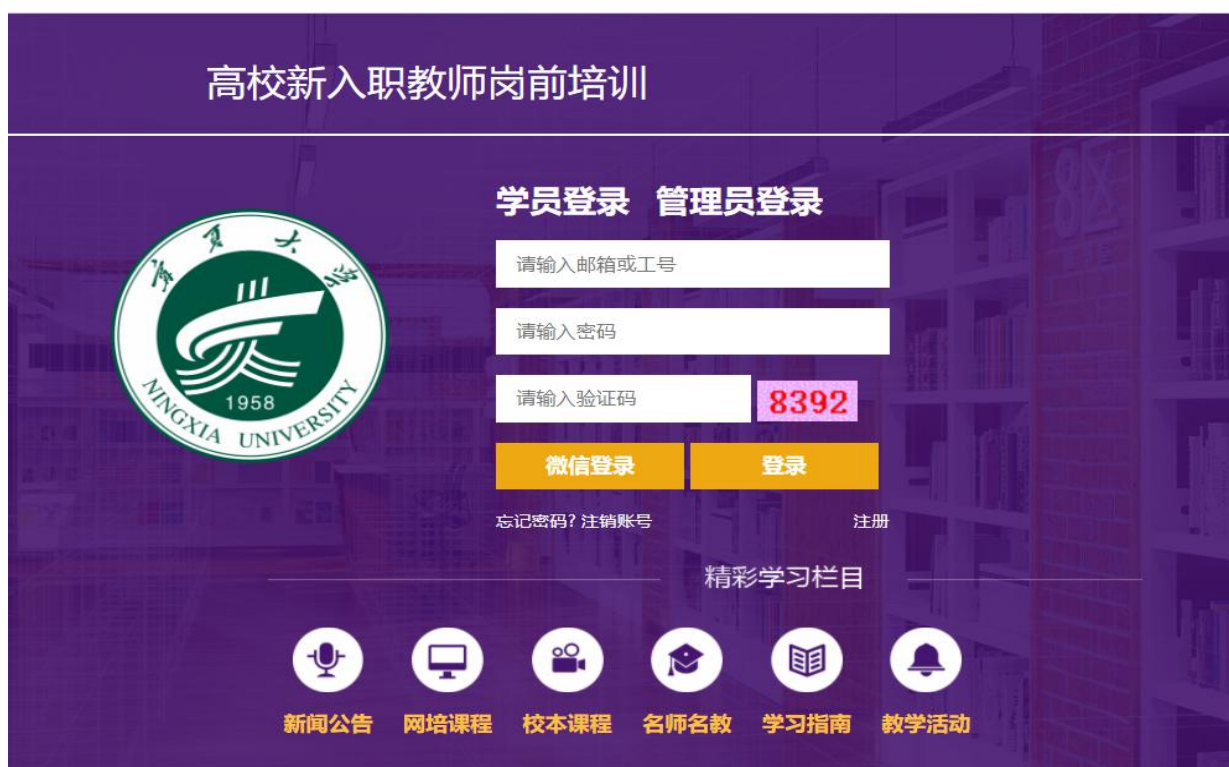 高校新入职教师岗前培训
学员登录 管理员登录
宁夏大学
1958
NINGXIA UNIVERSITY
请输入邮箱或工号
请输入密码
请输入验证码 8392
微信登录 登录
忘记密码? 注销账号 注册
精彩学习栏目
新闻公告 网培课程 校本课程 名师名教 学习指南 教学活动